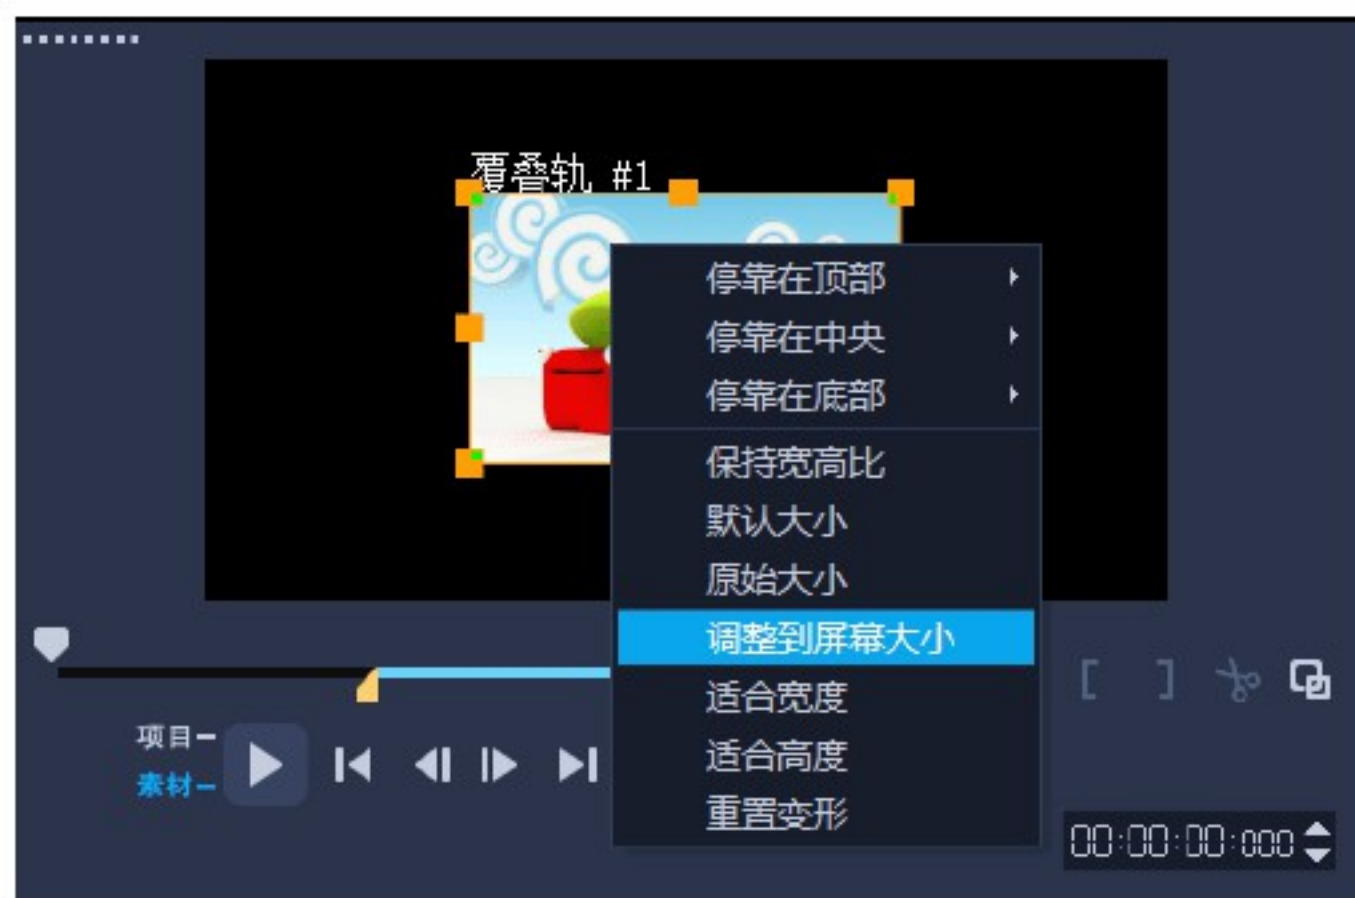 覆叠轨 #1
停靠在顶部
停靠在中央
停靠在底部
保持宽高比
默认大小
原始大小
调整到屏幕大小
适合宽度
适合高度
重置变形
项目
素材
00:00:00:000